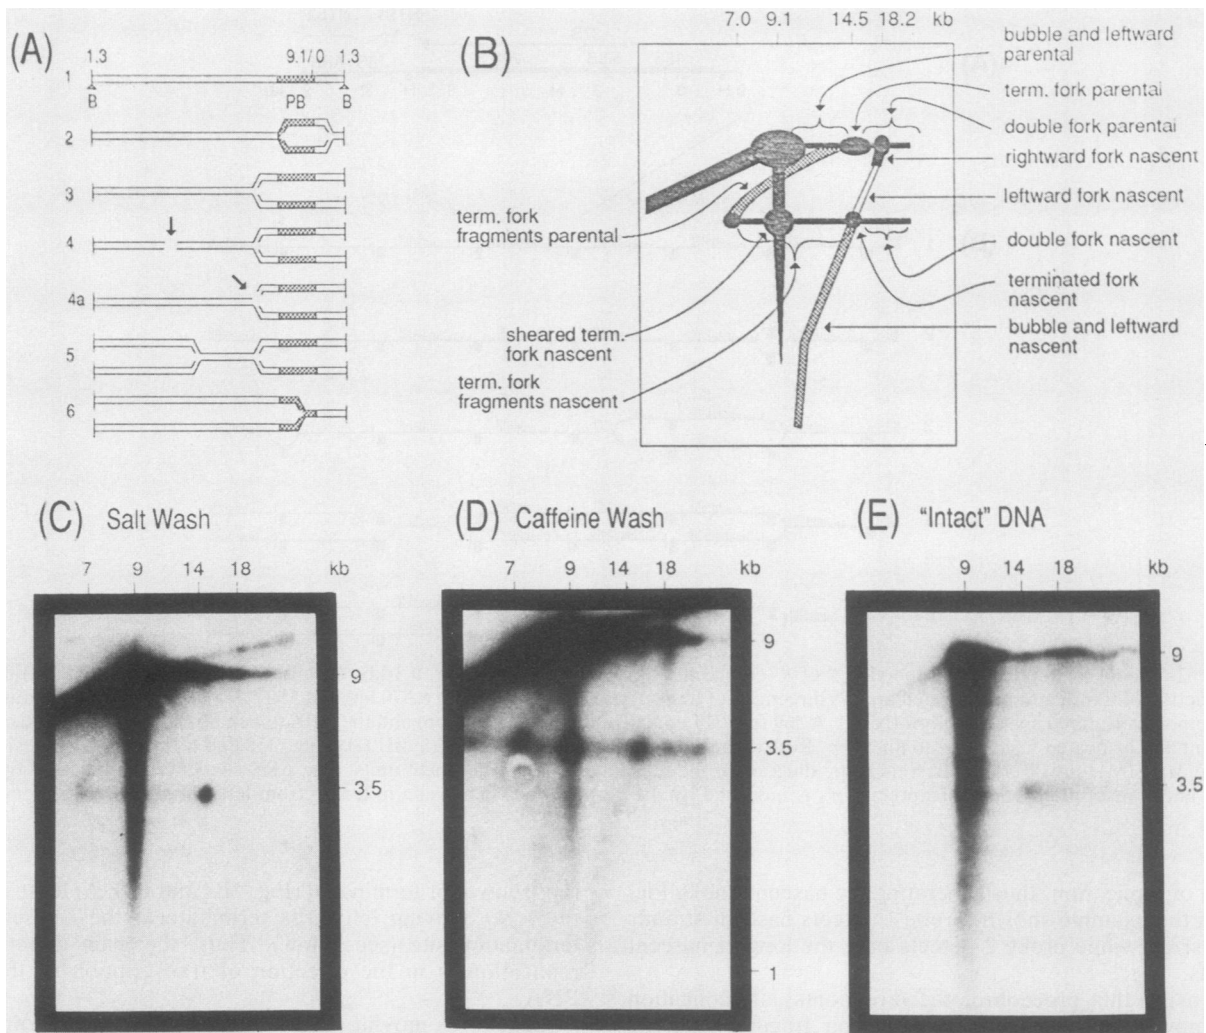 (A)
1.3 9.1/0 1.3
1
B PB B
2
3
4
4a
5
6
(B)
7.0 9.1 14.5 18.2 kb
bubble and leftward
parental
term. fork parental
double fork parental
rightward fork nascent
leftward fork nascent
double fork nascent
terminated fork
nascent
bubble and leftward
nascent
term. fork
fragments parental
sheared term.
fork nascent
term. fork
fragments nascent
(C) Salt Wash
7 9 14 18 kb
9
3.5
(D) Caffeine Wash
7 9 14 18 kb
9
3.5
1
(E) "Intact" DNA
9 14 18 kb
9
3.5